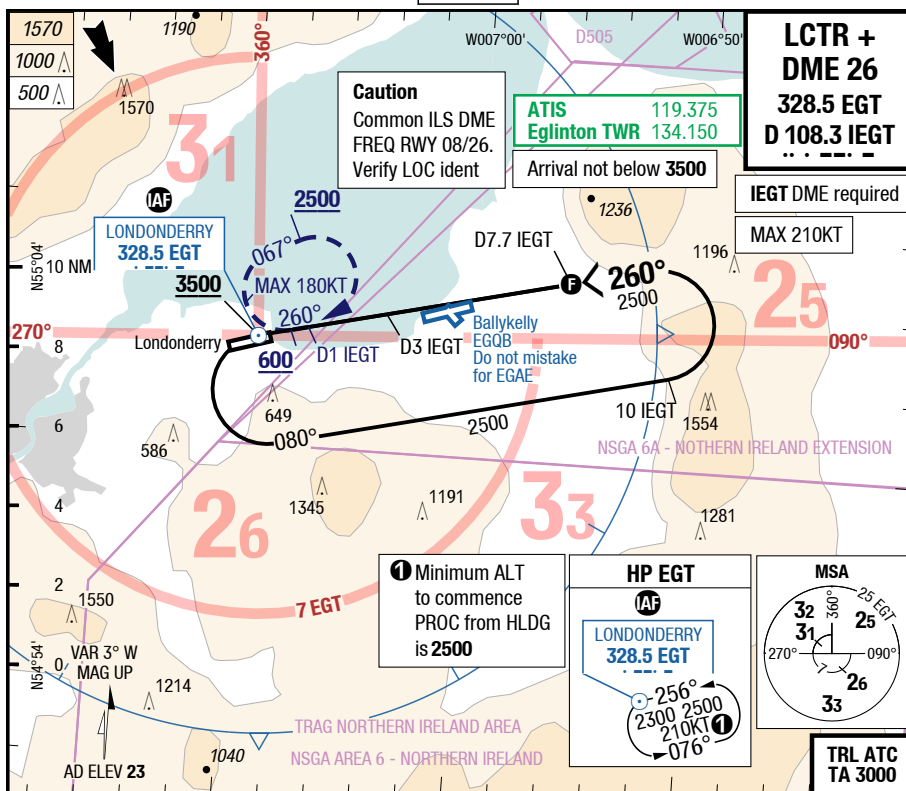 1570
1000
500
1190
1570
360°
W007°00'
D505
W006°50'
LCTR +
DME 26
328.5 EGT
D 108.3 IEGT
Caution
Common ILS DME
FREQ RWY 08/26.
Verify LOC ident
ATIS 119.375
Eglinton TWR 134.150
Arrival not below 3500
IEGT DME required
MAX 210KT
31
IAF
LONDONDERRY
328.5 EGT
2500
1236
1196
D7.7 IEGT
N55°04'
10 NM
067°
3500
MAX 180KT
F
260°
2500
25
260°
270°
Londonderry
600
D1 IEGT
D3 IEGT
Ballykelly
EGQB
Do not mistake
for EGAE
090°
8
649
10 IEGT
1554
6
586
080°
2500
NSGA 6A - NOTHERN IRELAND EXTENSION
26
1345
1191
33
1281
4
2
0
N54°54'
1550
7 EGT
VAR 3° W
MAG UP
1214
AD ELEV 23
1040
TRAG NORTHERN IRELAND AREA
NSGA AREA 6 - NORTHERN IRELAND
1 Minimum ALT
to commence
PROC from HLDG
is 2500
HP EGT
IAF
LONDONDERRY
328.5 EGT
256°
2300 2500
210KT 1
076°
MSA
25 EGT
360°
32
31
25
270°
090°
26
33
TRL ATC
TA 3000